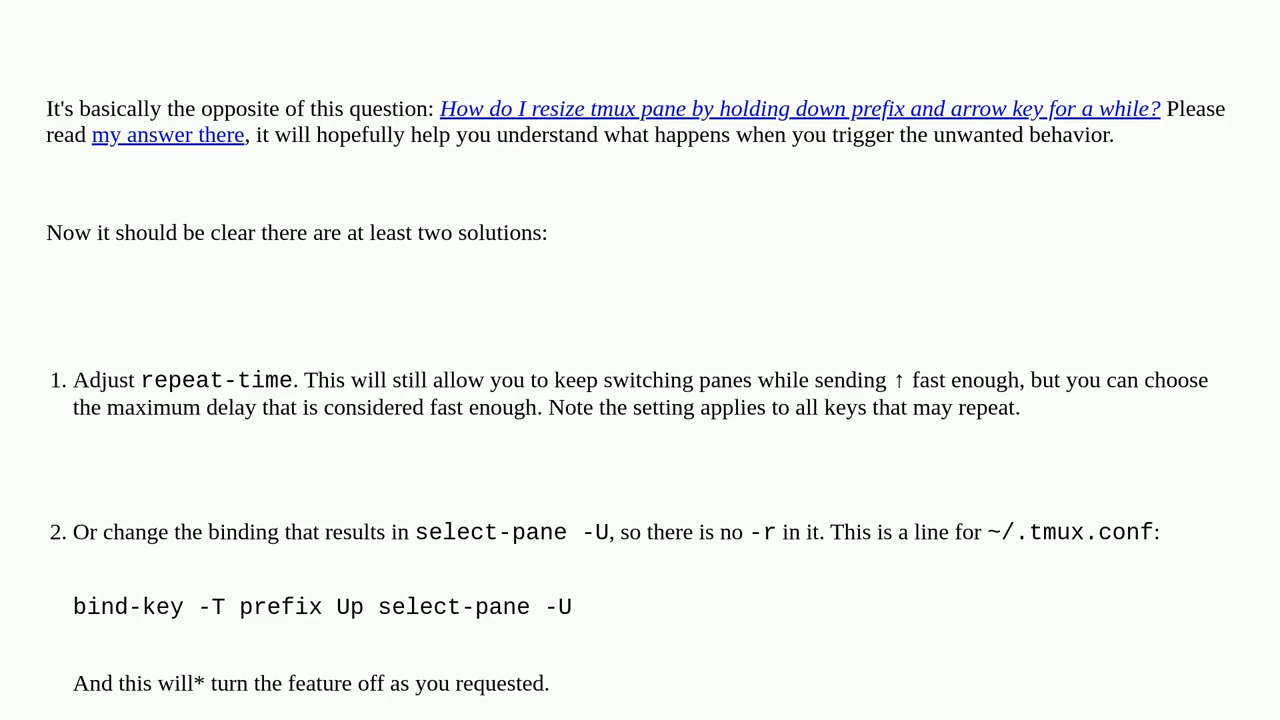 It's basically the opposite of this question: How do I resize tmux pane by holding down prefix and arrow key for a while? Please
read my answer there, it will hopefully help you understand what happens when you trigger the unwanted behavior.
Now it should be clear there are at least two solutions:
1. Adjust repeat-time. This will still allow you to keep switching panes while sending ↑ fast enough, but you can choose
the maximum delay that is considered fast enough. Note the setting applies to all keys that may repeat.
2. Or change the binding that results in select-pane -U, so there is no -r in it. This is a line for ~/.tmux.conf:
bind-key -T prefix Up select-pane -U
And this will* turn the feature off as you requested.